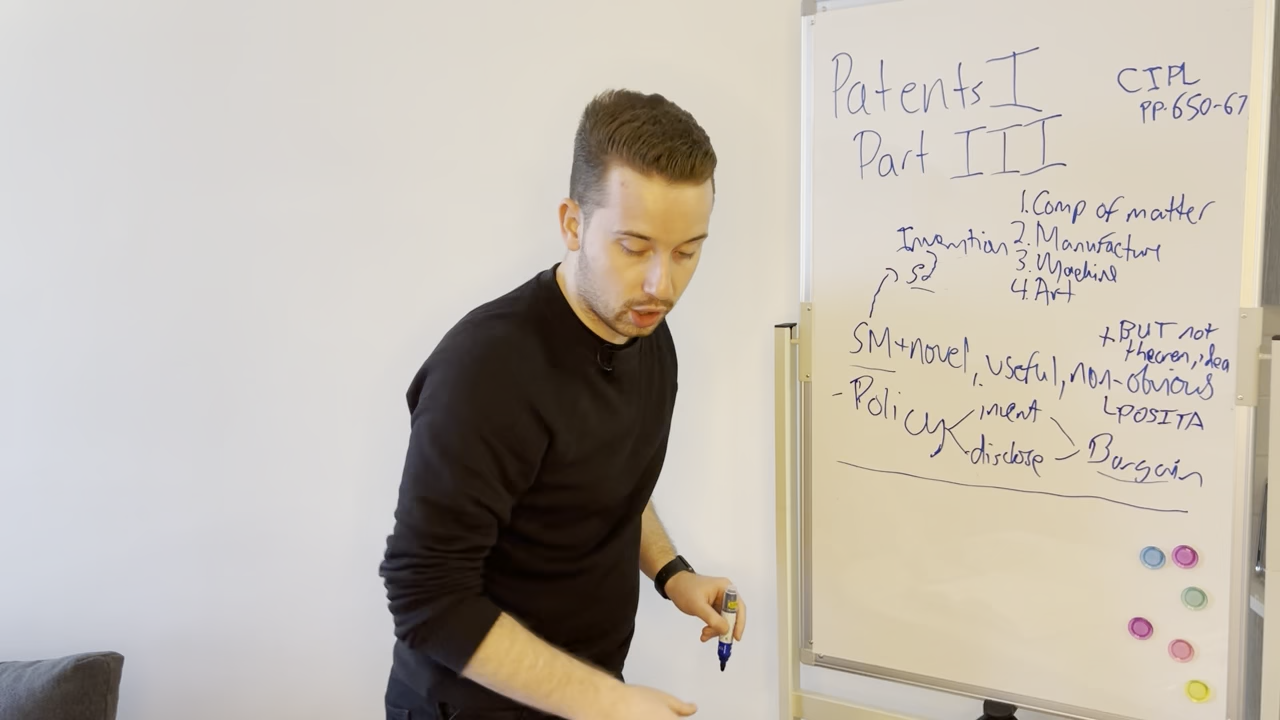 Patents I
Part III
CIPL
pp. 650-67
1. Comp of matter
2. Manufacture
3. Machine
4. Art
Invention
s2
SM + novel, useful, non-obvious
+ BUT not
theorem, idea
POSITA
- Policy
invent
disclose
Bargain